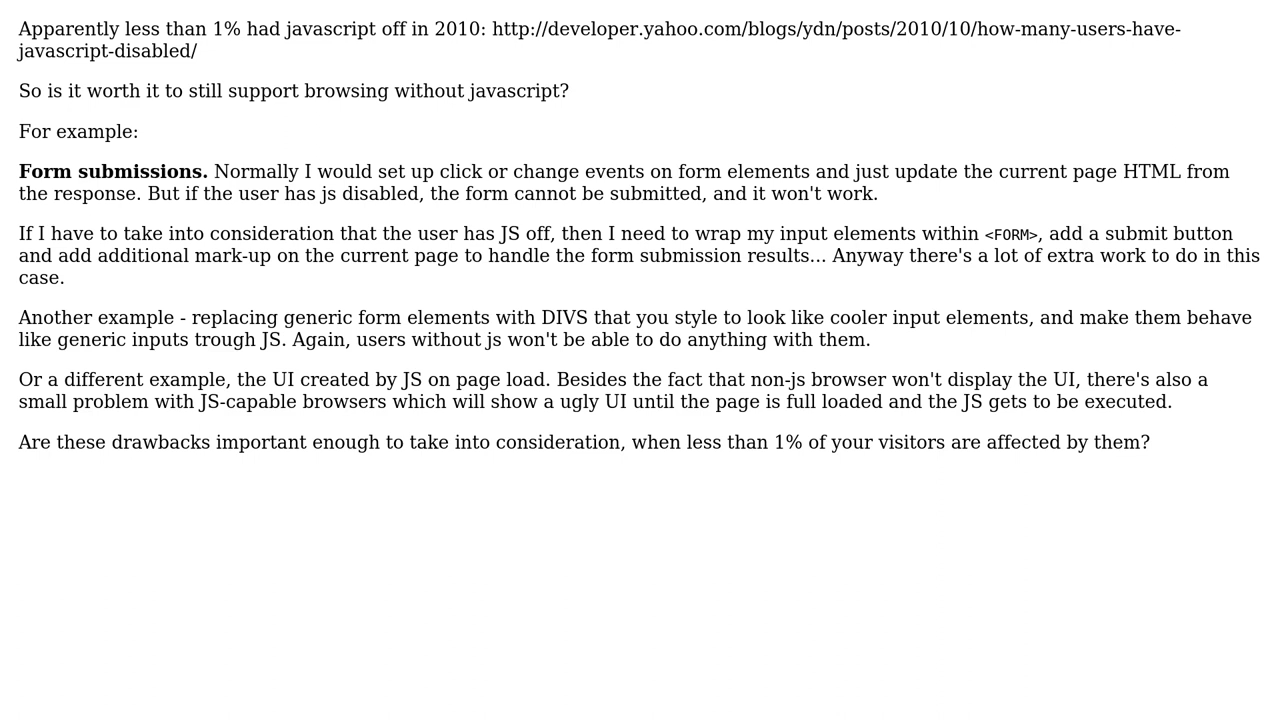 Apparently less than 1% had javascript off in 2010: http://developer.yahoo.com/blogs/ydn/posts/2010/10/how-many-users-have-
javascript-disabled/
So is it worth it to still support browsing without javascript?
For example:
Form submissions. Normally I would set up click or change events on form elements and just update the current page HTML from
the response. But if the user has js disabled, the form cannot be submitted, and it won't work.
If I have to take into consideration that the user has JS off, then I need to wrap my input elements within <FORM>, add a submit button
and add additional mark-up on the current page to handle the form submission results... Anyway there's a lot of extra work to do in this
case.
Another example - replacing generic form elements with DIVS that you style to look like cooler input elements, and make them behave
like generic inputs trough JS. Again, users without js won't be able to do anything with them.
Or a different example, the UI created by JS on page load. Besides the fact that non-js browser won't display the UI, there's also a
small problem with JS-capable browsers which will show a ugly UI until the page is full loaded and the JS gets to be executed.
Are these drawbacks important enough to take into consideration, when less than 1% of your visitors are affected by them?